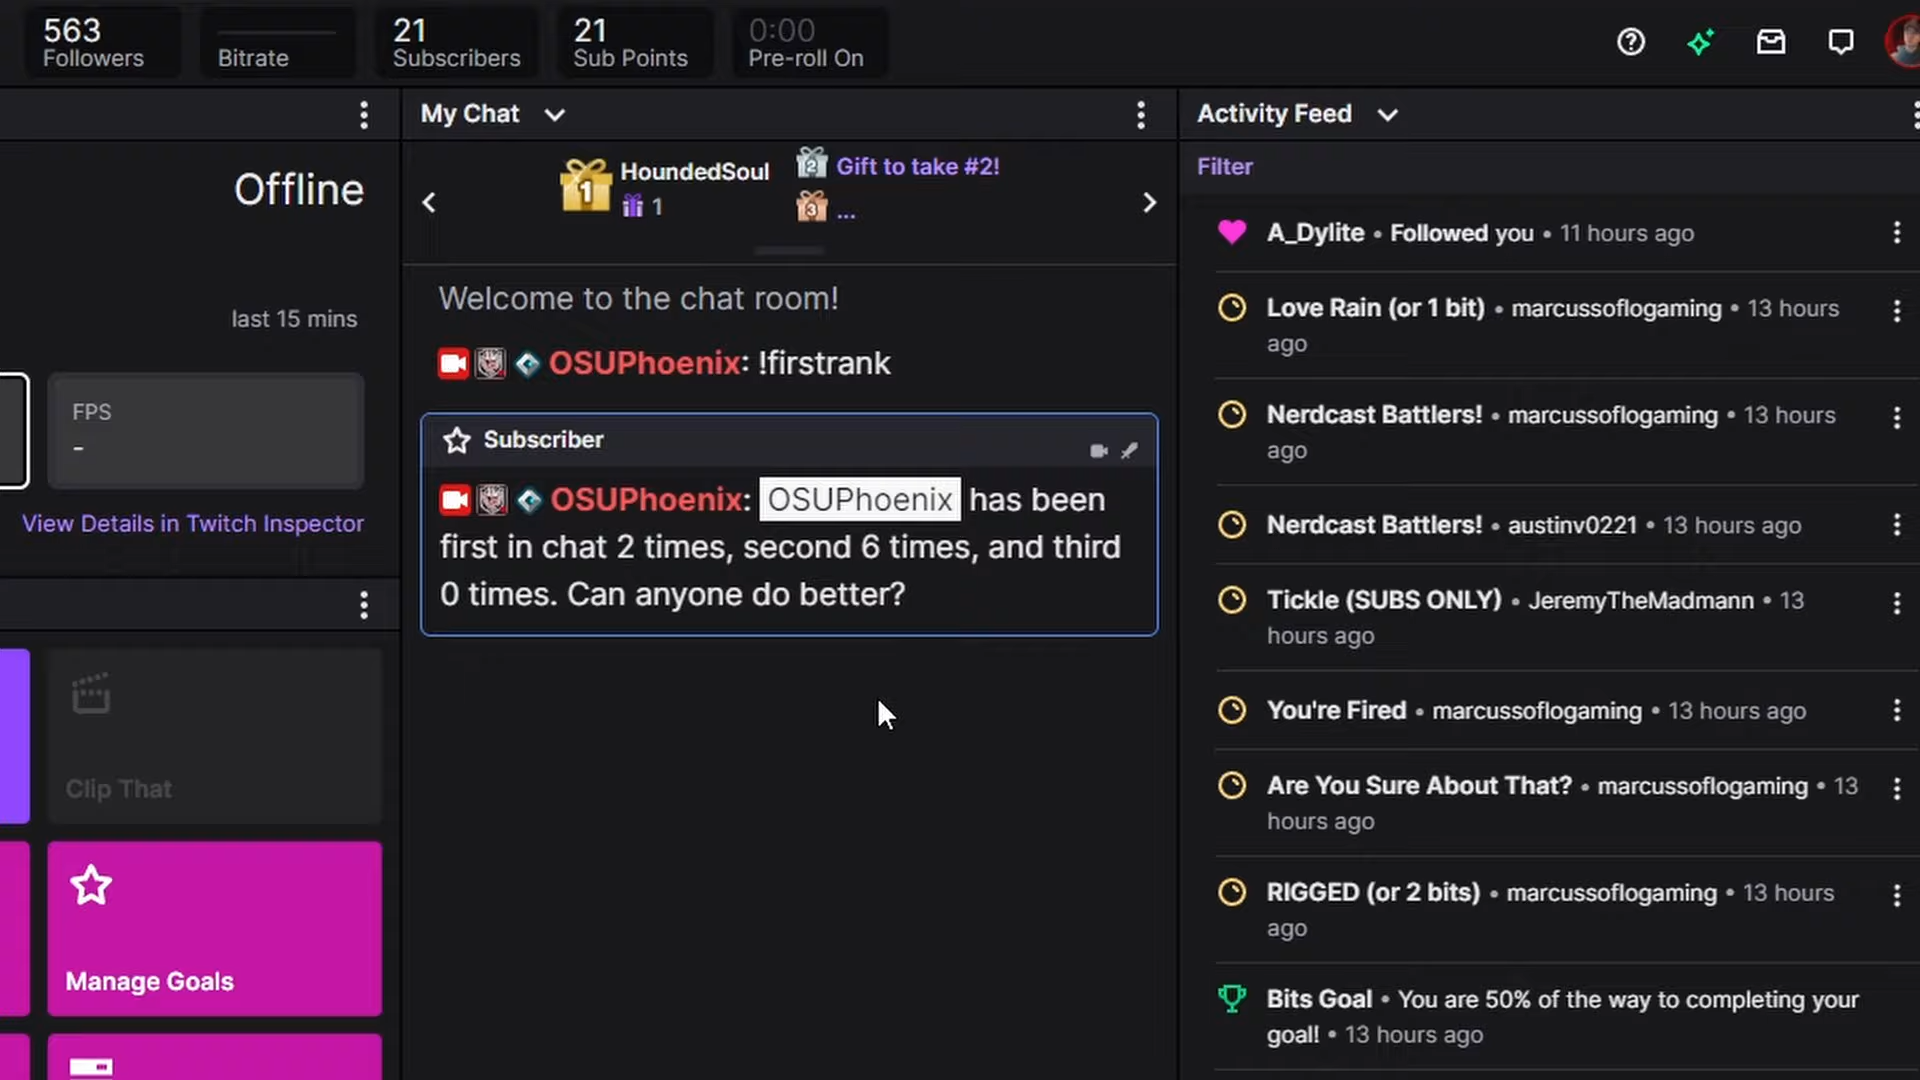 563
Followers
Bitrate
21
Subscribers
21
Sub Points
0:00
Pre-roll On
My Chat
Activity Feed
Offline
last 15 mins
FPS
-
View Details in Twitch Inspector
Clip That
Manage Goals
1
HoundedSoul
1
2
Gift to take #2!
3
...
Welcome to the chat room!
OSUPhoenix: !firstrank
Subscriber
OSUPhoenix: OSUPhoenix has been
first in chat 2 times, second 6 times, and third
0 times. Can anyone do better?
Filter
A_Dylite • Followed you • 11 hours ago
Love Rain (or 1 bit) • marcussoflogaming • 13 hours
ago
Nerdcast Battlers! • marcussoflogaming • 13 hours
ago
Nerdcast Battlers! • austinv0221 • 13 hours ago
Tickle (SUBS ONLY) • JeremyTheMadmann • 13
hours ago
You're Fired • marcussoflogaming • 13 hours ago
Are You Sure About That? • marcussoflogaming • 13
hours ago
RIGGED (or 2 bits) • marcussoflogaming • 13 hours
ago
Bits Goal • You are 50% of the way to completing your
goal! • 13 hours ago